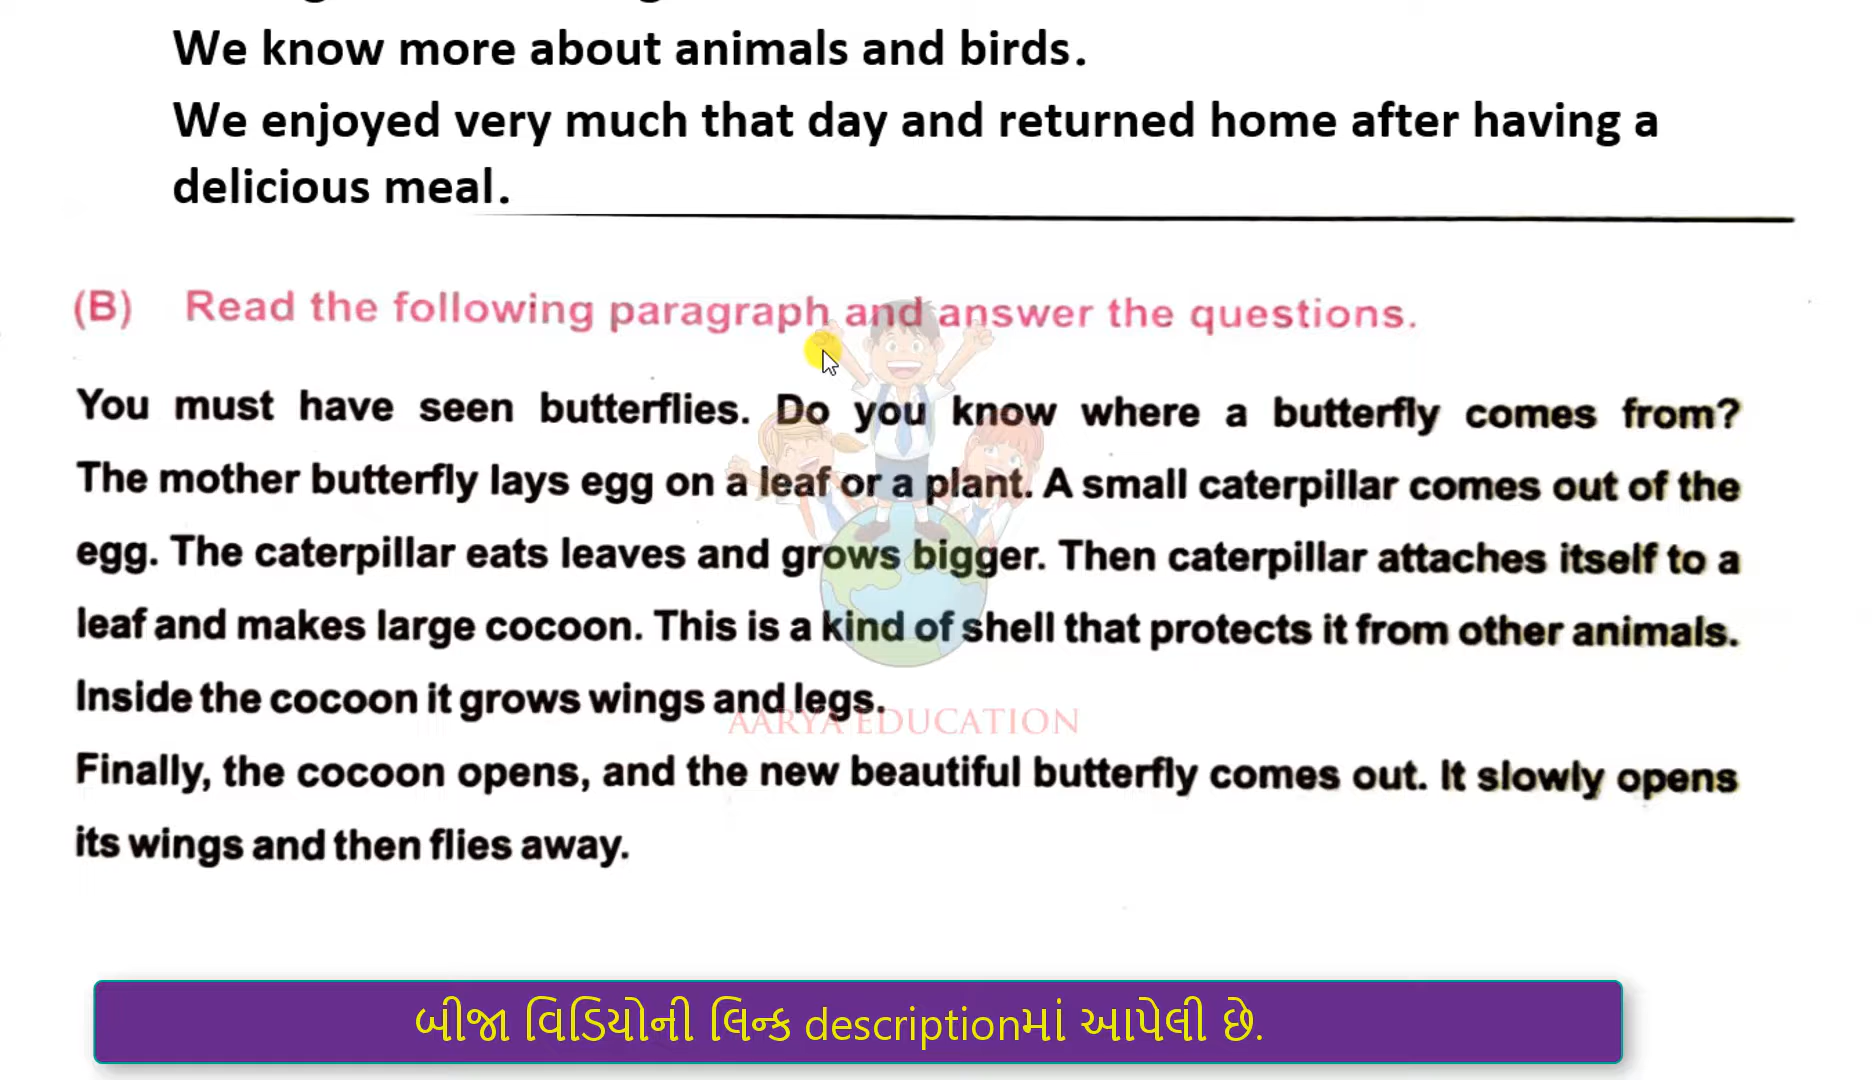 We know more about animals and birds.
We enjoyed very much that day and returned home after having a
delicious meal.
(B) Read the following paragraph and answer the questions.
You must have seen butterflies. Do you know where a butterfly comes from?
The mother butterfly lays egg on a leaf or a plant. A small caterpillar comes out of the
egg. The caterpillar eats leaves and grows bigger. Then caterpillar attaches itself to a
leaf and makes large cocoon. This is a kind of shell that protects it from other animals.
Inside the cocoon it grows wings and legs.
AARYA EDUCATION
Finally, the cocoon opens, and the new beautiful butterfly comes out. It slowly opens
its wings and then flies away.
બીજા વિડિયોની લિન્ક descriptionમાં આપેલી છે.